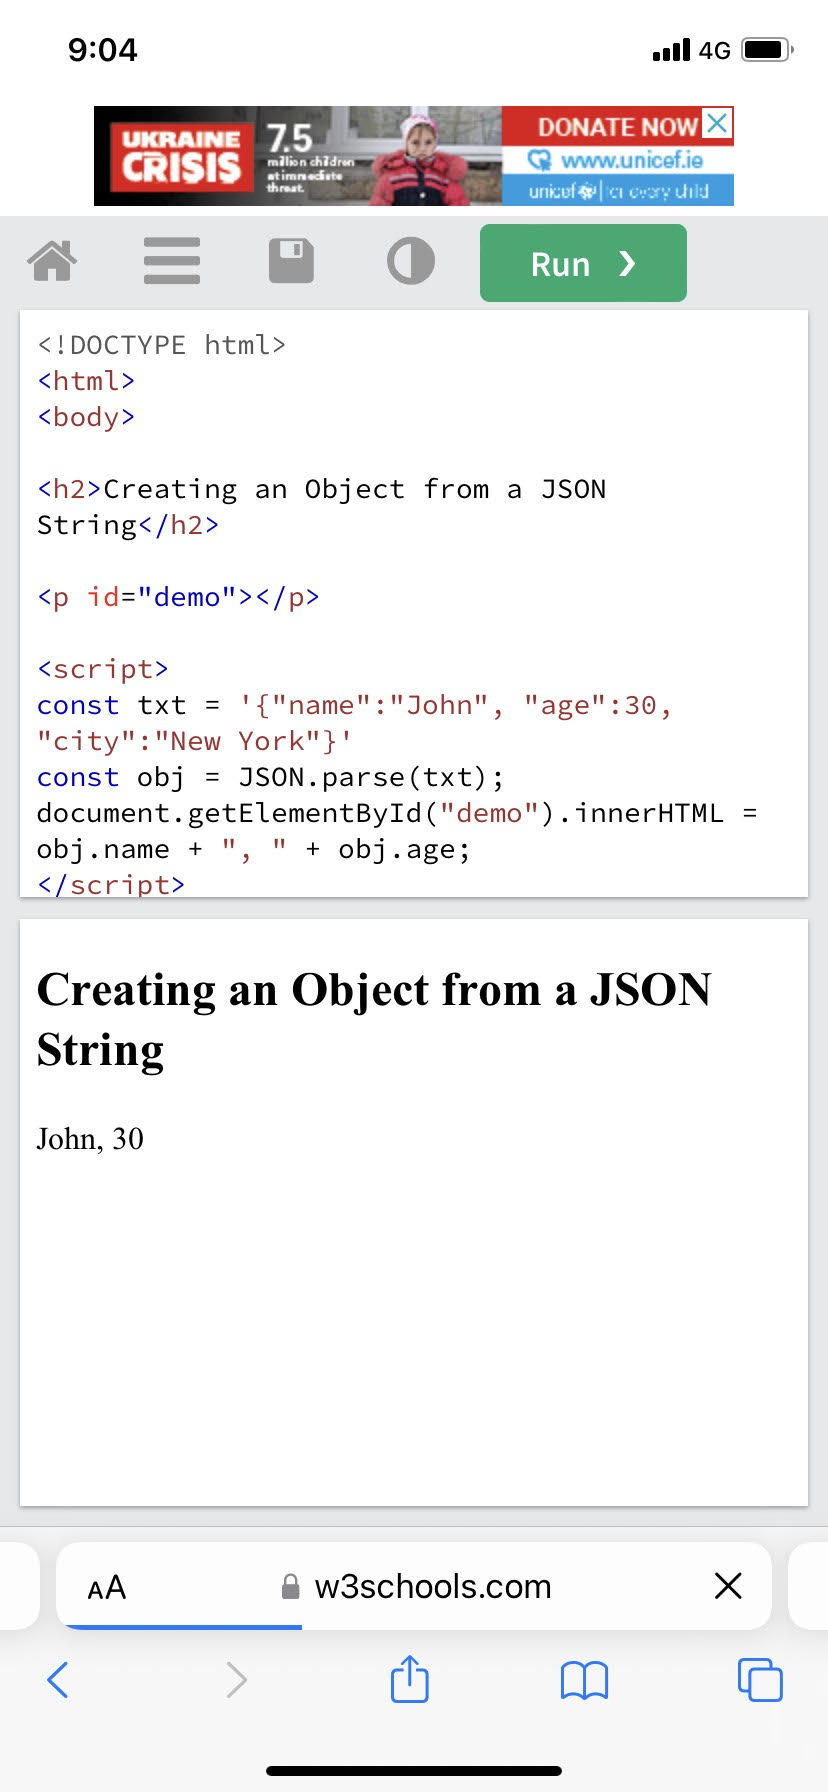 9:04
4G
UKRAINE
CRISIS
7.5
million children
at immediate
threat.
DONATE NOW
www.unicef.ie
unicef | for every child
Run ❯
<!DOCTYPE html>
<html>
<body>
<h2>Creating an Object from a JSON
String</h2>
<p id="demo"></p>
<script>
const txt = '{"name":"John", "age":30,
"city":"New York"}'
const obj = JSON.parse(txt);
document.getElementById("demo").innerHTML =
obj.name + ", " + obj.age;
</script>
Creating an Object from a JSON
String
John, 30
AA
w3schools.com